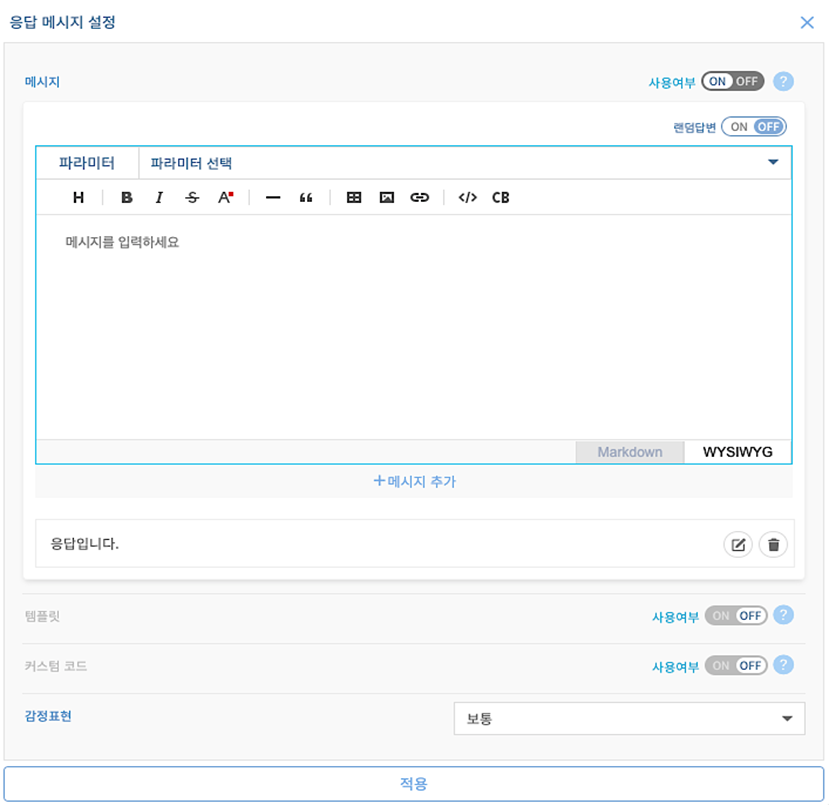 응답 메시지 설정
메시지 사용여부 ON OFF ?
랜덤답변 ON OFF
파라미터 파라미터 선택
H B I S A — “ </> CB
메시지를 입력하세요
Markdown WYSIWYG
+메시지 추가
응답입니다.
템플릿 사용여부 ON OFF ?
커스텀 코드 사용여부 ON OFF ?
감정표현 보통
적용